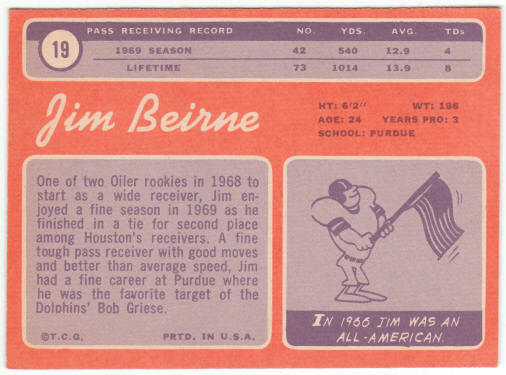 19
PASS RECEIVING RECORD NO. YDS. AVG. TDs
1969 SEASON 42 540 12.9 4
LIFETIME 73 1014 13.9 8
Jim Beirne
HT: 6'2" WT: 196
AGE: 24 YEARS PRO: 3
SCHOOL: PURDUE
One of two Oiler rookies in 1968 to
start as a wide receiver, Jim en-
joyed a fine season in 1969 as he
finished in a tie for second place
among Houston's receivers. A fine
tough pass receiver with good moves
and better than average speed, Jim
had a fine career at Purdue where
he was the favorite target of the
Dolphins' Bob Griese.
©T.C.G. PRTD. IN U.S.A.
IN 1966 JIM WAS AN
ALL-AMERICAN.